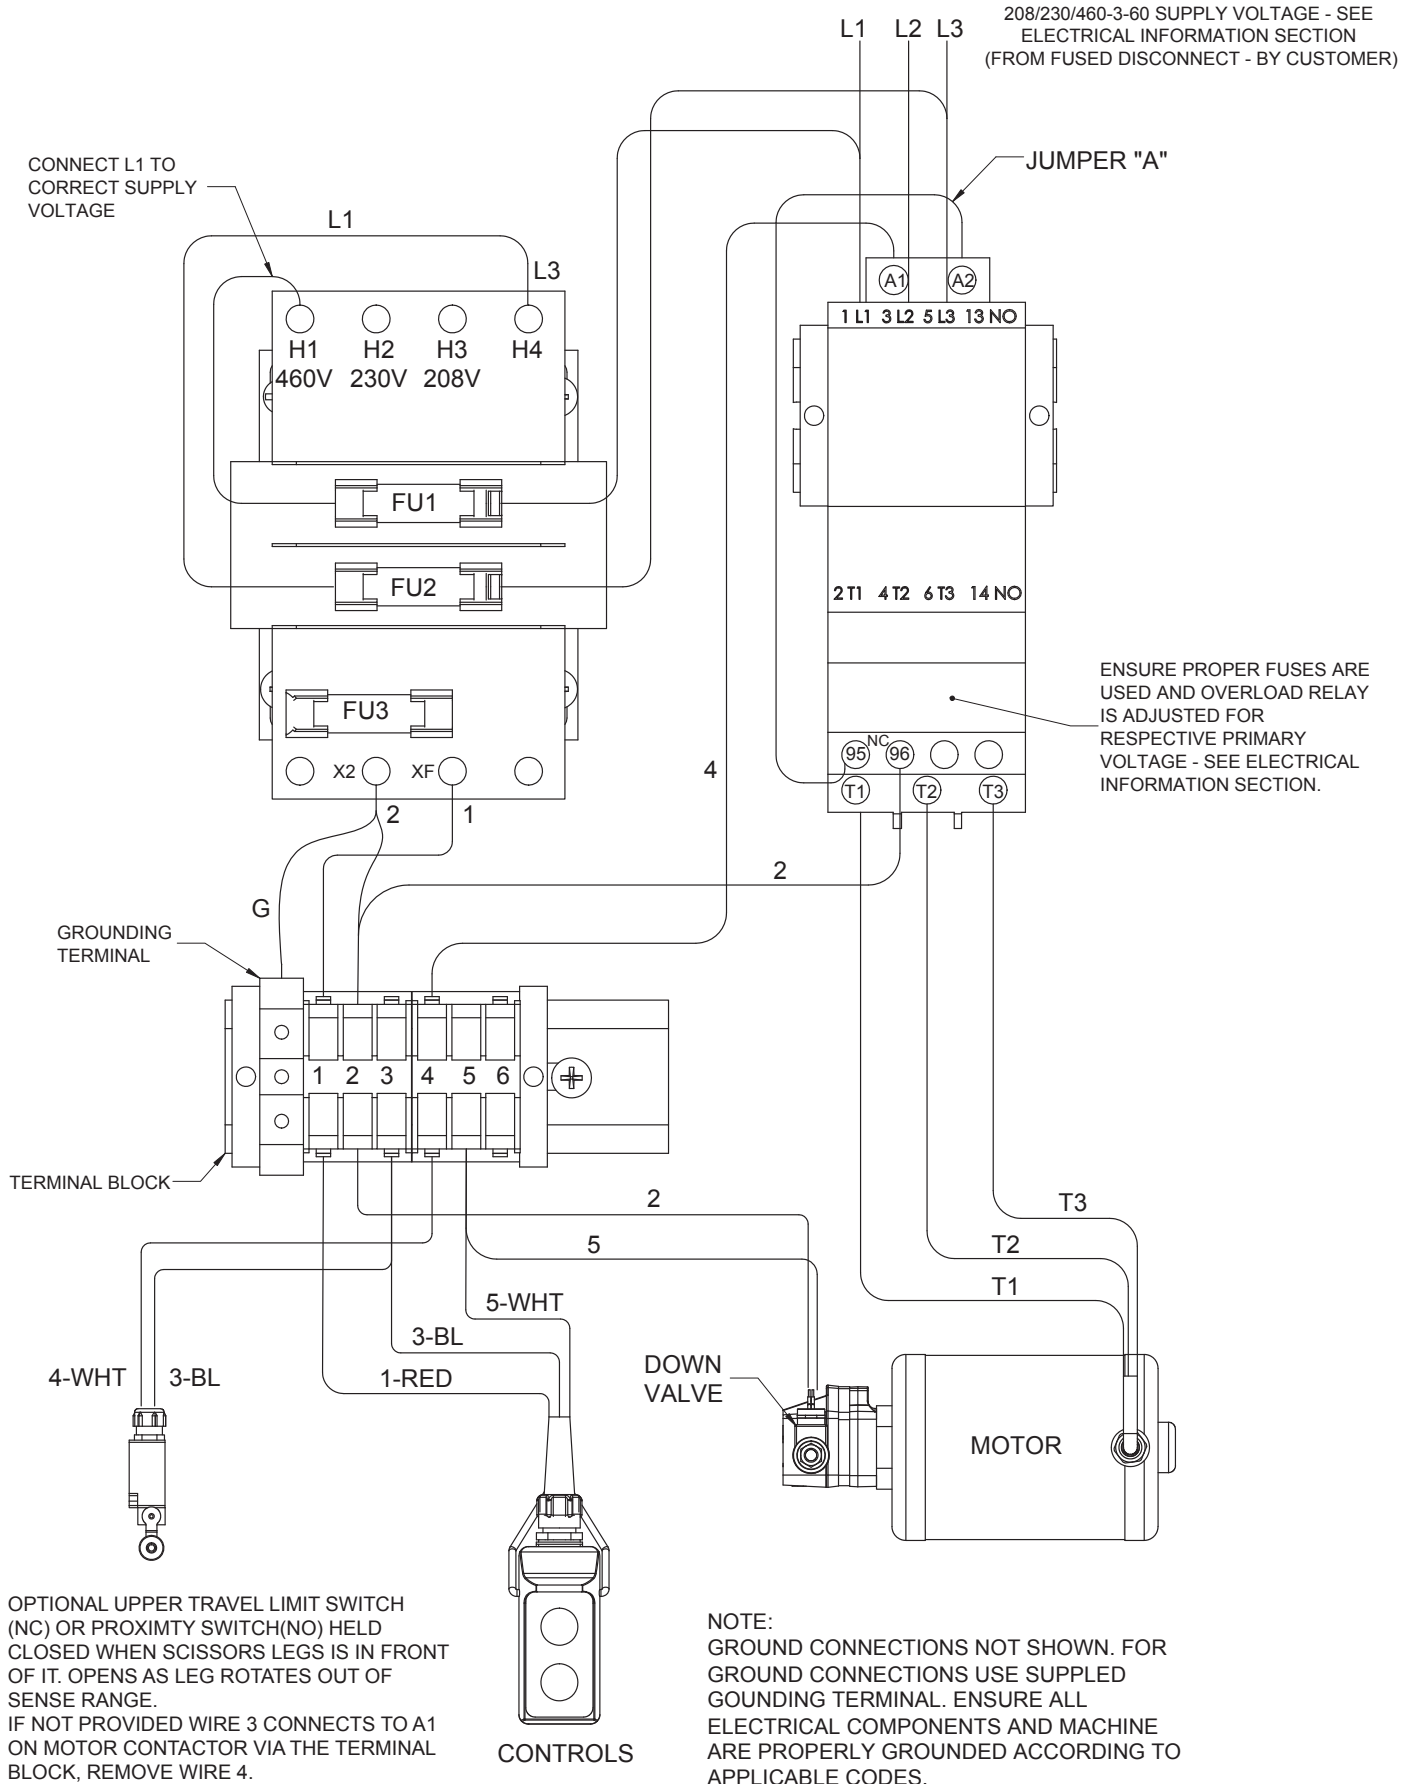 208/230/460-3-60 SUPPLY VOLTAGE - SEE
ELECTRICAL INFORMATION SECTION
(FROM FUSED DISCONNECT - BY CUSTOMER)
L1 L2 L3
JUMPER "A"
CONNECT L1 TO
CORRECT SUPPLY
VOLTAGE
L1
L3
A1 A2
1 L1 3 L2 5 L3 13 NO
H1 H2 H3 H4
460V 230V 208V
FU1
FU2
2 T1 4 T2 6 T3 14 NO
FU3
ENSURE PROPER FUSES ARE
USED AND OVERLOAD RELAY
IS ADJUSTED FOR
RESPECTIVE PRIMARY
VOLTAGE - SEE ELECTRICAL
INFORMATION SECTION.
95 NC 96
X2 XF
4
T1 T2 T3
2 1
2
G
GROUNDING
TERMINAL
1 2 3 4 5 6
TERMINAL BLOCK
2
T3
5
T2
T1
5-WHT
3-BL
1-RED
4-WHT 3-BL
DOWN
VALVE
MOTOR
OPTIONAL UPPER TRAVEL LIMIT SWITCH
(NC) OR PROXIMTY SWITCH(NO) HELD
CLOSED WHEN SCISSORS LEGS IS IN FRONT
OF IT. OPENS AS LEG ROTATES OUT OF
SENSE RANGE.
IF NOT PROVIDED WIRE 3 CONNECTS TO A1
ON MOTOR CONTACTOR VIA THE TERMINAL
BLOCK, REMOVE WIRE 4.
CONTROLS
NOTE:
GROUND CONNECTIONS NOT SHOWN. FOR
GROUND CONNECTIONS USE SUPPLED
GOUNDING TERMINAL. ENSURE ALL
ELECTRICAL COMPONENTS AND MACHINE
ARE PROPERLY GROUNDED ACCORDING TO
APPLICABLE CODES.